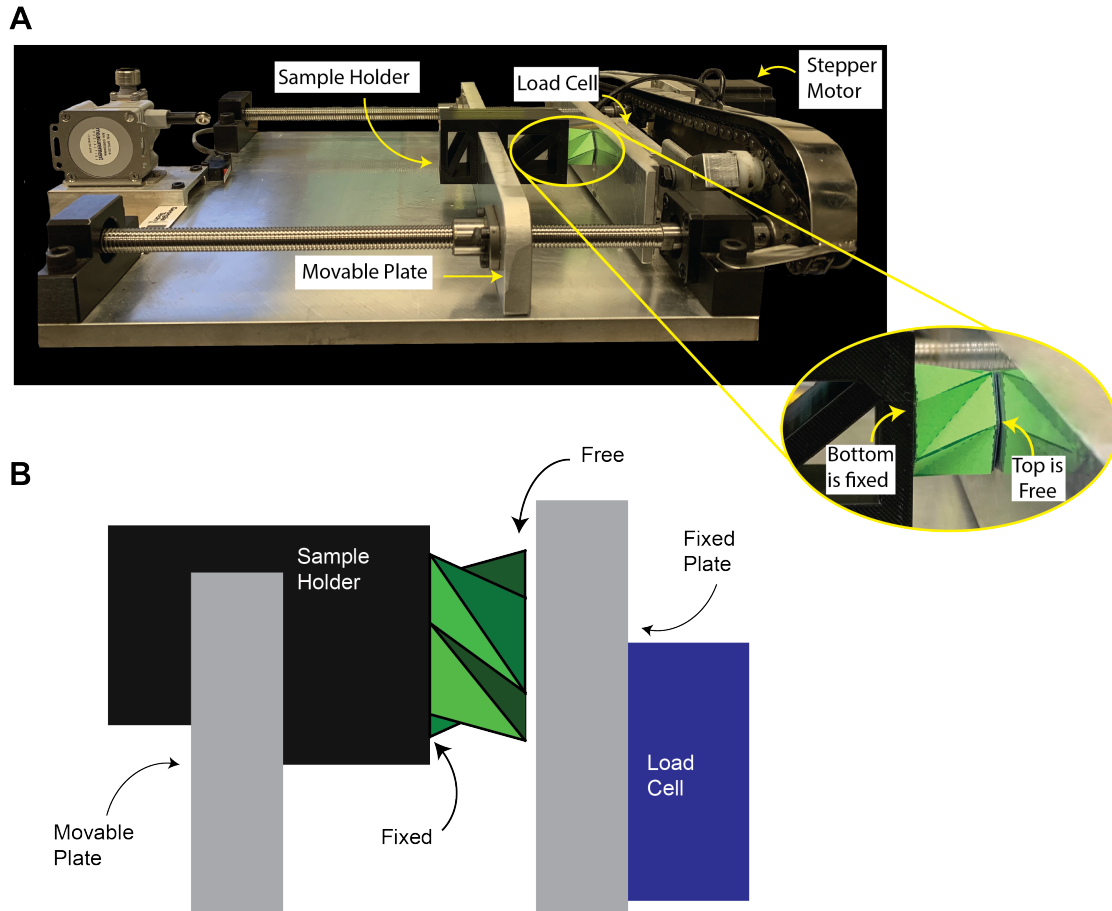 A
Sample Holder
Load Cell
Stepper
Motor
Movable Plate
Bottom
is fixed
Top is
Free
B
Free
Sample
Holder
Fixed
Plate
Load
Cell
Movable
Plate
Fixed